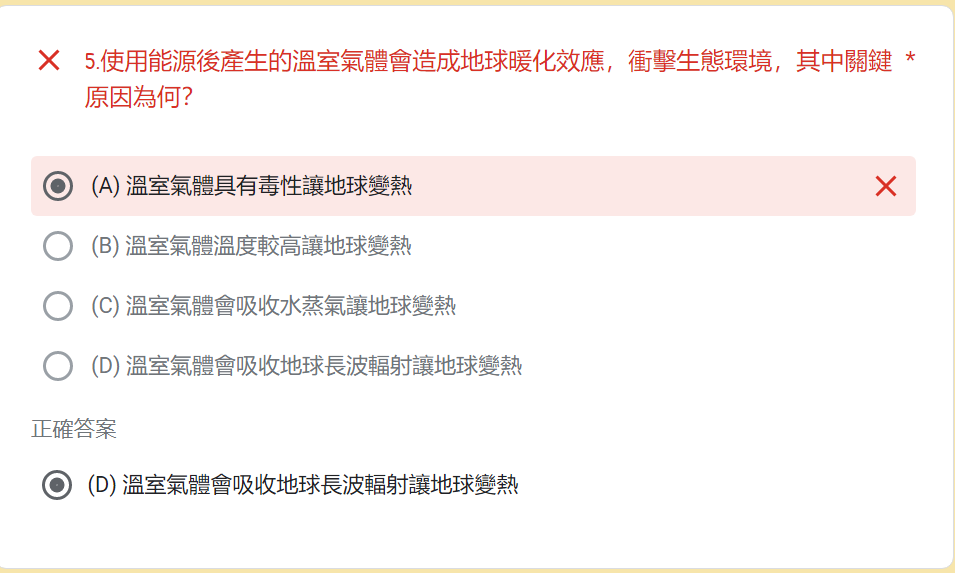 5.使用能源後產生的溫室氣體會造成地球暖化效應，衝擊生態環境，其中關鍵 *
原因為何?
(A) 溫室氣體具有毒性讓地球變熱
(B) 溫室氣體溫度較高讓地球變熱
(C) 溫室氣體會吸收水蒸氣讓地球變熱
(D) 溫室氣體會吸收地球長波輻射讓地球變熱
正確答案
(D) 溫室氣體會吸收地球長波輻射讓地球變熱